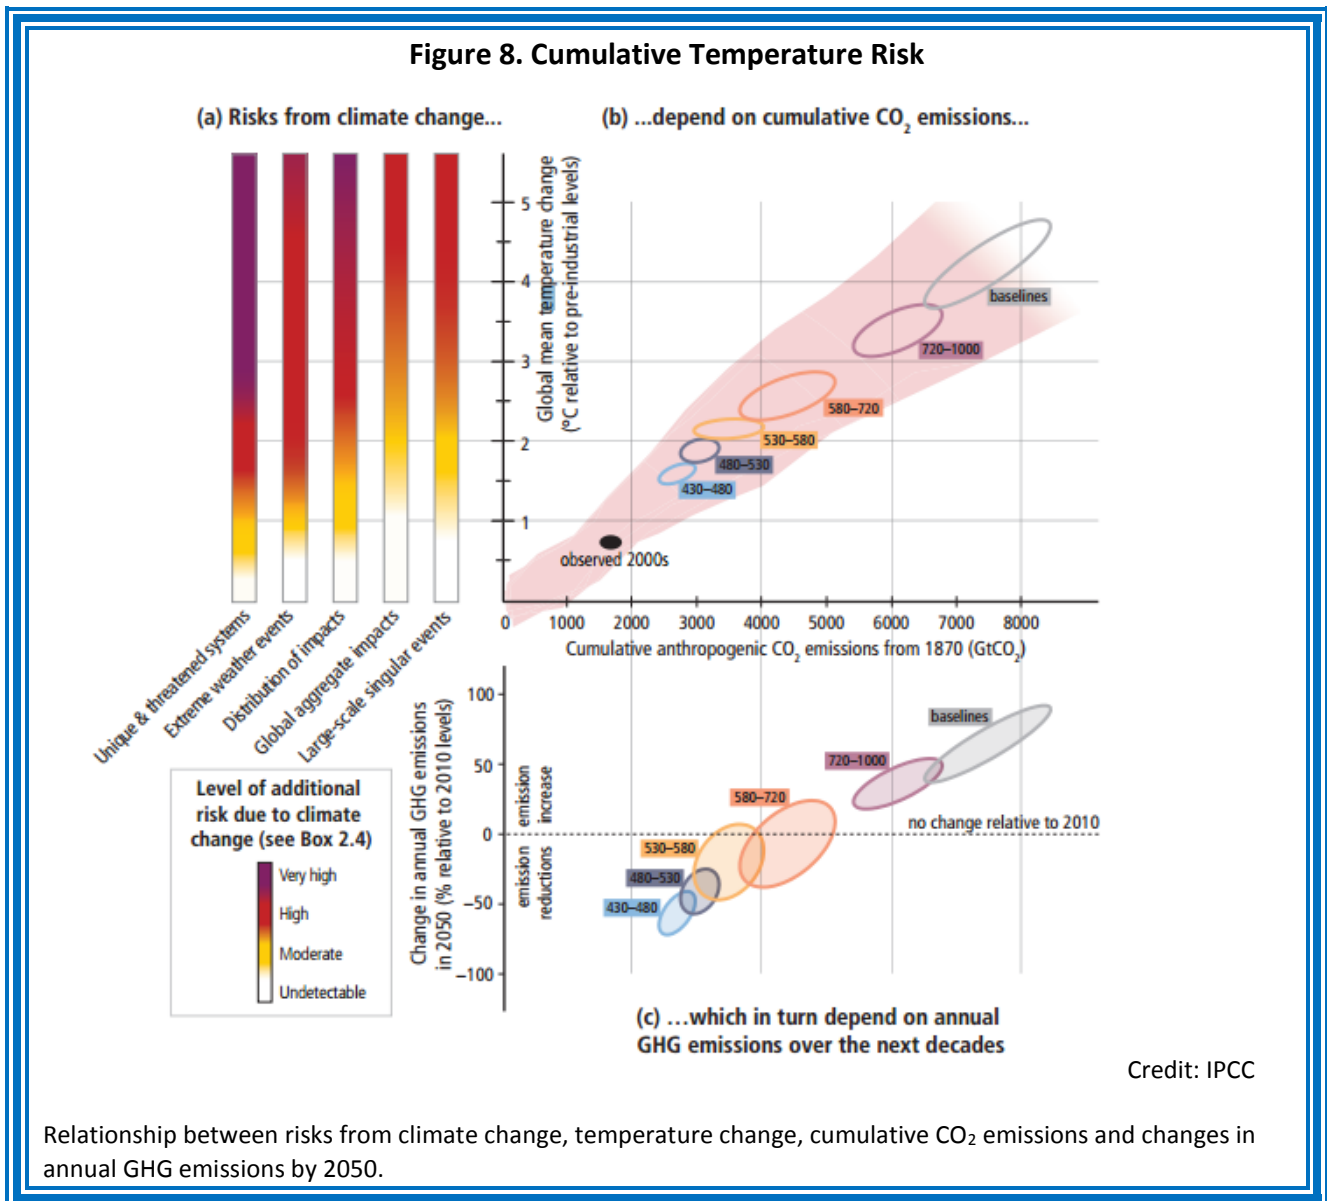 Figure 8. Cumulative Temperature Risk
(a) Risks from climate change...
(b) ...depend on cumulative CO₂ emissions...
Global mean temperature change
(°C relative to pre-industrial levels)
5
4
3
2
1
baselines
720–1000
580–720
530–580
480–530
430–480
observed 2000s
0 1000 2000 3000 4000 5000 6000 7000 8000
Cumulative anthropogenic CO₂ emissions from 1870 (GtCO₂)
Unique & threatened systems
Extreme weather events
Distribution of impacts
Global aggregate impacts
Large-scale singular events
Level of additional
risk due to climate
change (see Box 2.4)
Very high
High
Moderate
Undetectable
Change in annual GHG emissions
in 2050 (% relative to 2010 levels)
100
50
0
−50
−100
emission
increase
emission
reductions
baselines
720–1000
580–720
no change relative to 2010
530–580
480–530
430–480
(c) ...which in turn depend on annual
GHG emissions over the next decades
Credit: IPCC
Relationship between risks from climate change, temperature change, cumulative CO₂ emissions and changes in
annual GHG emissions by 2050.